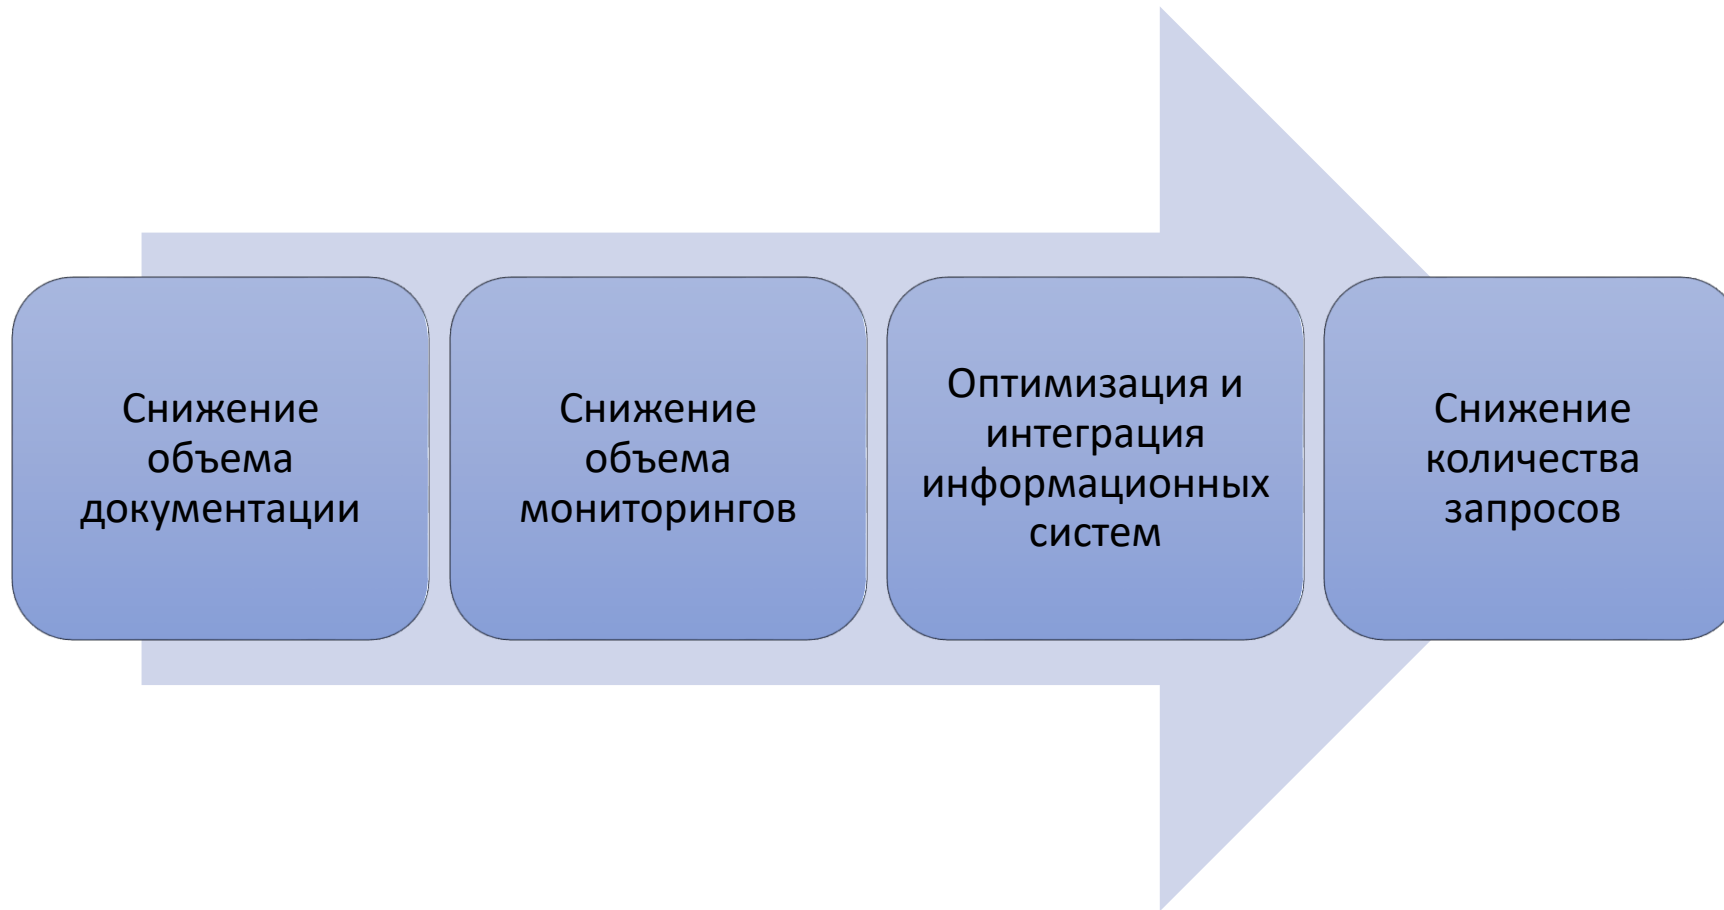 Снижение
объема
документации
Снижение
объема
мониторингов
Оптимизация и
интеграция
информационных
систем
Снижение
количества
запросов